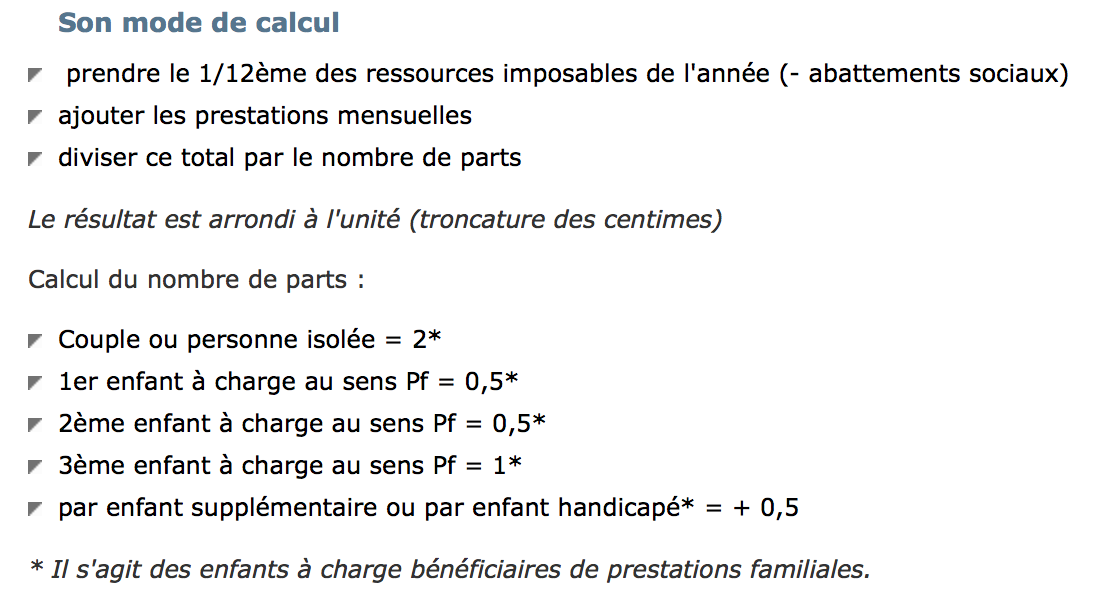 Son mode de calcul
prendre le 1/12ème des ressources imposables de l'année (- abattements sociaux)
ajouter les prestations mensuelles
diviser ce total par le nombre de parts
Le résultat est arrondi à l'unité (troncature des centimes)
Calcul du nombre de parts :
Couple ou personne isolée = 2*
1er enfant à charge au sens Pf = 0,5*
2ème enfant à charge au sens Pf = 0,5*
3ème enfant à charge au sens Pf = 1*
par enfant supplémentaire ou par enfant handicapé* = + 0,5
* Il s'agit des enfants à charge bénéficiaires de prestations familiales.